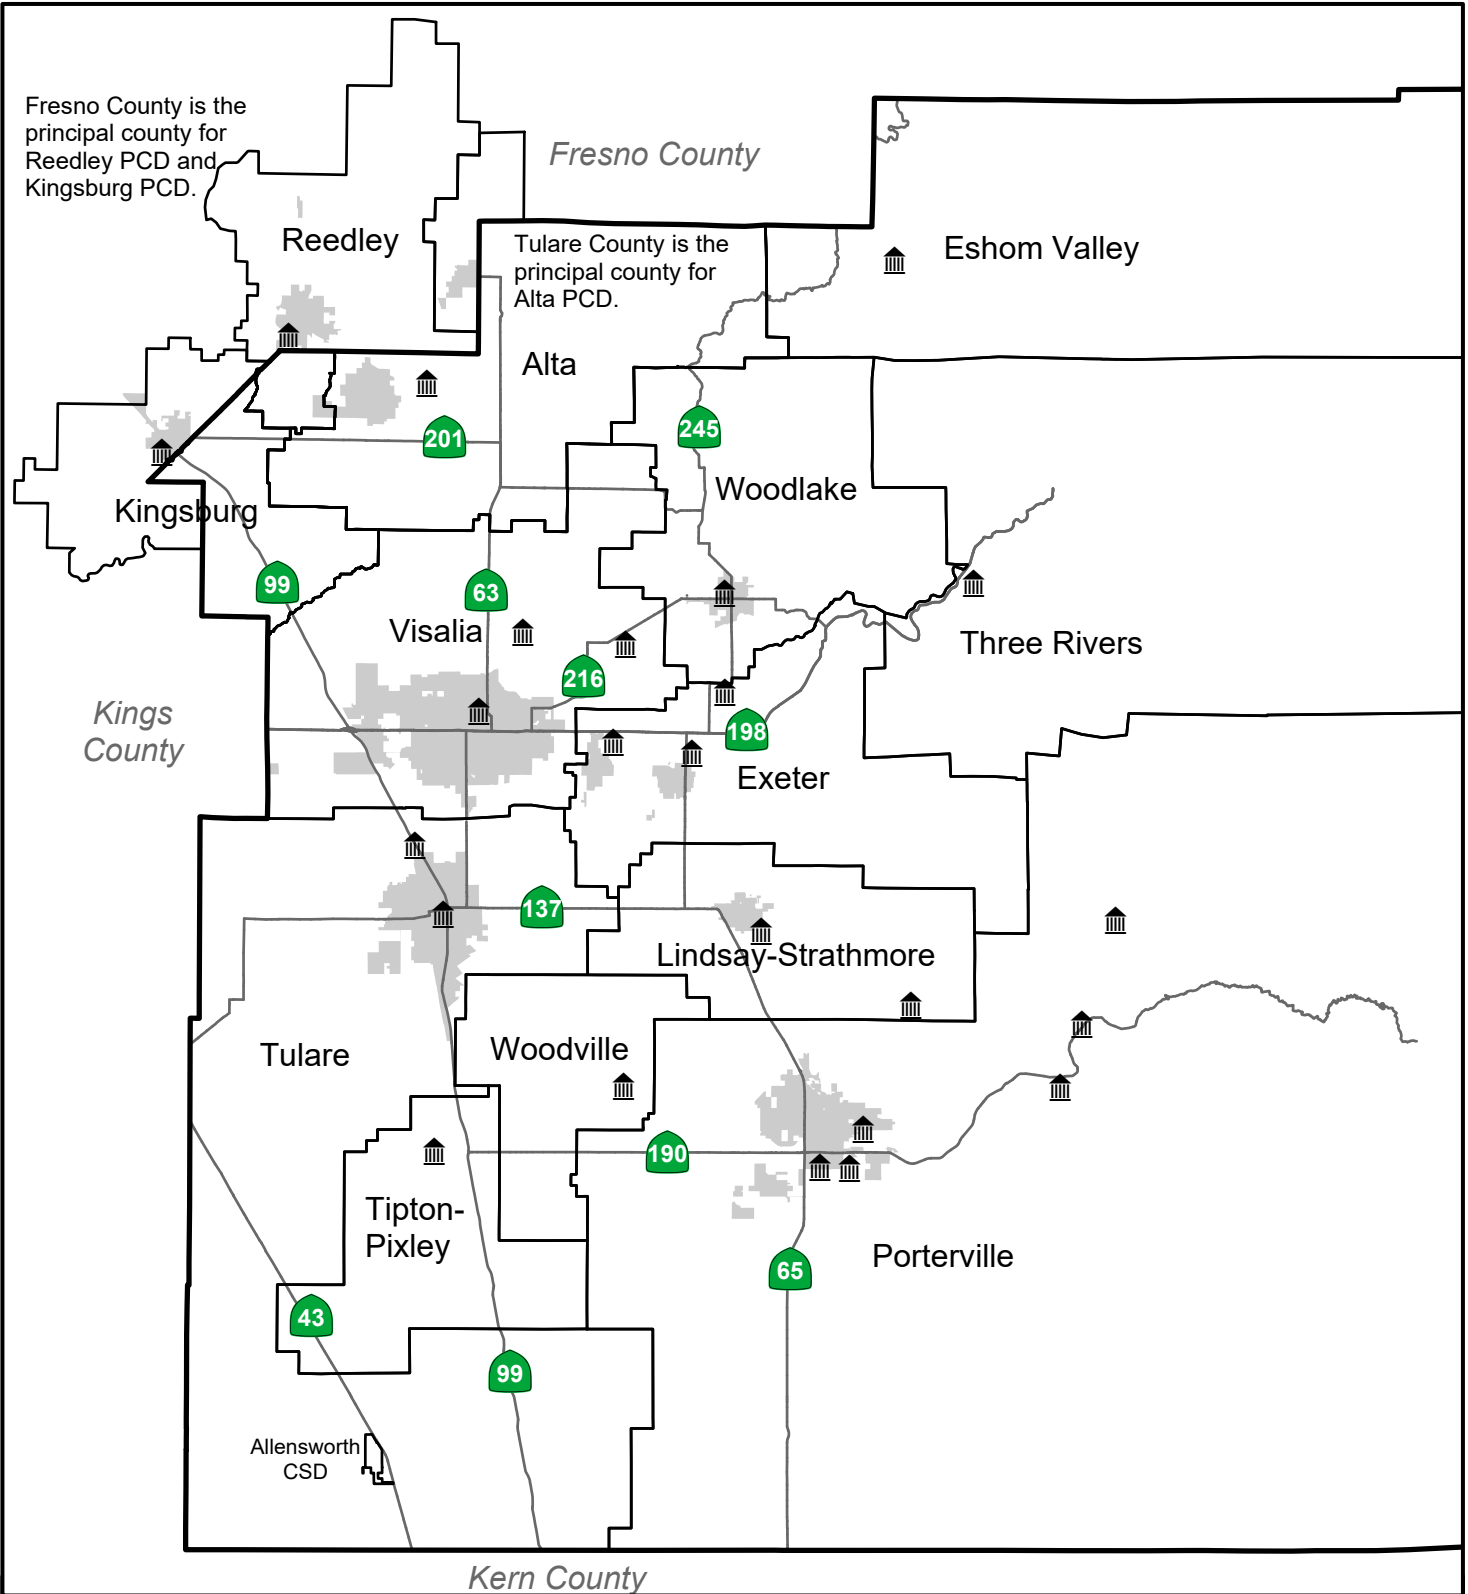 Fresno County is the
principal county for
Reedley PCD and
Kingsburg PCD.
Fresno County
Reedley
Tulare County is the
principal county for
Alta PCD.
Eshom Valley
Alta
201
245
Woodlake
Kingsburg
99
63
Visalia
216
Three Rivers
Kings
County
198
Exeter
137
Lindsay-Strathmore
Tulare
Woodville
190
Tipton-
Pixley
65
Porterville
43
99
Allensworth
CSD
Kern County